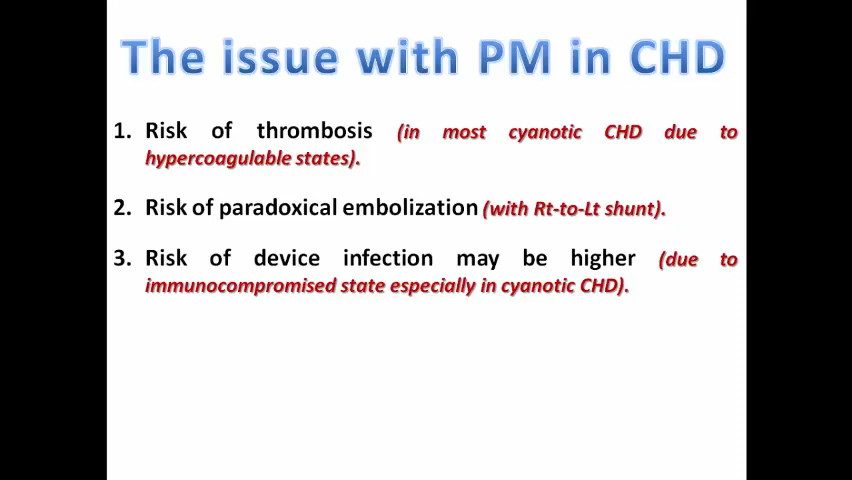 The issue with PM in CHD
1. Risk of thrombosis (in most cyanotic CHD due to
hypercoagulable states).
2. Risk of paradoxical embolization (with Rt-to-Lt shunt).
3. Risk of device infection may be higher (due to
immunocompromised state especially in cyanotic CHD).